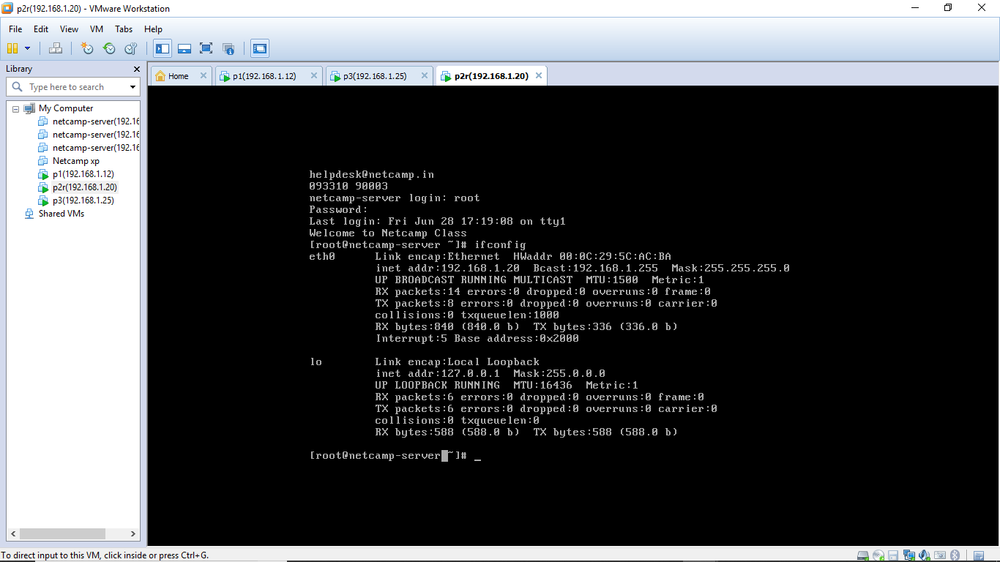 p2r(192.168.1.20) - VMware Workstation
File Edit View VM Tabs Help
Library
Type here to search
My Computer
netcamp-server(192.16
netcamp-server(192.16
netcamp-server(192.16
Netcamp xp
p1(192.168.1.12)
p2r(192.168.1.20)
p3(192.168.1.25)
Shared VMs
Home p1(192.168.1.12) p3(192.168.1.25) p2r(192.168.1.20)
helpdesk@netcamp.in
093310 90003
netcamp-server login: root
Password:
Last login: Fri Jun 28 17:19:08 on tty1
Welcome to Netcamp Class
[root@netcamp-server ~]# ifconfig
eth0 Link encap:Ethernet HWaddr 00:0C:29:5C:AC:BA
inet addr:192.168.1.20 Bcast:192.168.1.255 Mask:255.255.255.0
UP BROADCAST RUNNING MULTICAST MTU:1500 Metric:1
RX packets:14 errors:0 dropped:0 overruns:0 frame:0
TX packets:8 errors:0 dropped:0 overruns:0 carrier:0
collisions:0 txqueuelen:1000
RX bytes:840 (840.0 b) TX bytes:336 (336.0 b)
Interrupt:5 Base address:0x2000
lo Link encap:Local Loopback
inet addr:127.0.0.1 Mask:255.0.0.0
UP LOOPBACK RUNNING MTU:16436 Metric:1
RX packets:6 errors:0 dropped:0 overruns:0 frame:0
TX packets:6 errors:0 dropped:0 overruns:0 carrier:0
collisions:0 txqueuelen:0
RX bytes:588 (588.0 b) TX bytes:588 (588.0 b)
[root@netcamp-server ~]# _
To direct input to this VM, click inside or press Ctrl+G.